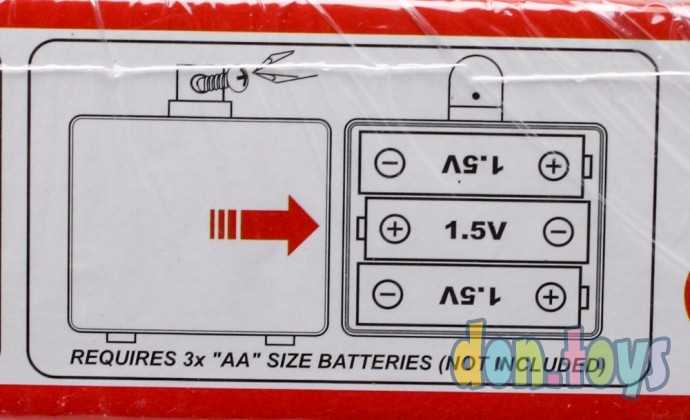 ⊖ 1.5V ⊕
⊕ 1.5V ⊖
⊖ 1.5V ⊕
REQUIRES 3x "AA" SIZE BATTERIES (NOT INCLUDED)
don.toys